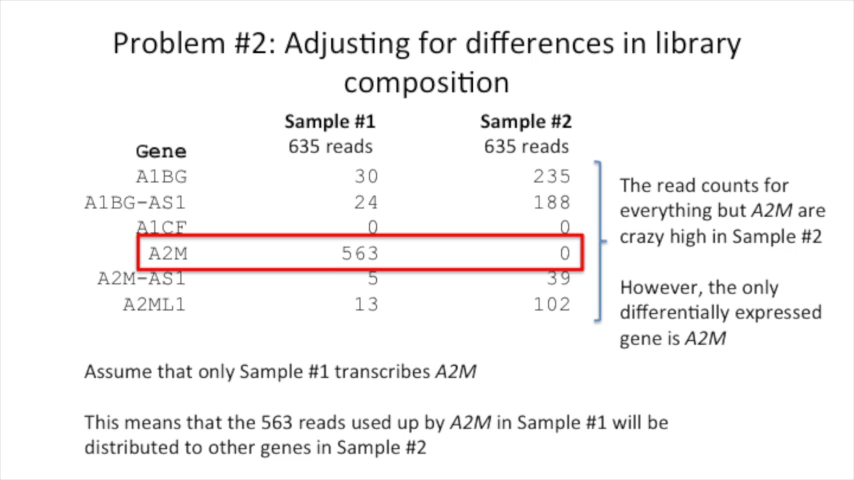 Problem #2: Adjusting for differences in library
composition
Sample #1 Sample #2
Gene 635 reads 635 reads
A1BG 30 235
A1BG-AS1 24 188
A1CF 0 0
A2M 563 0
A2M-AS1 5 39
A2ML1 13 102
The read counts for
everything but A2M are
crazy high in Sample #2
However, the only
differentially expressed
gene is A2M
Assume that only Sample #1 transcribes A2M
This means that the 563 reads used up by A2M in Sample #1 will be
distributed to other genes in Sample #2